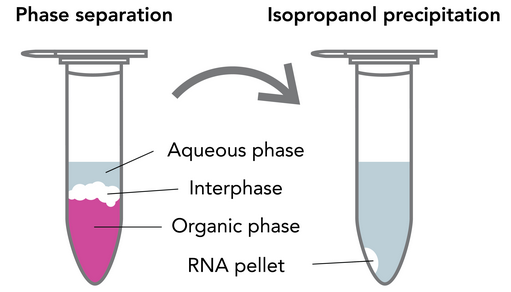 Phase separation
Isopropanol precipitation
Aqueous phase
Interphase
Organic phase
RNA pellet